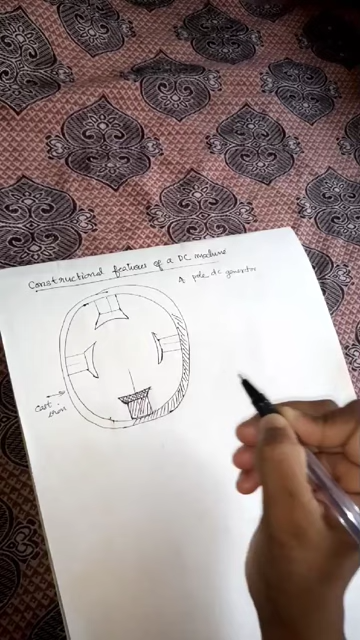 Constructional features of a DC machine
4 pole dc generator
Cast
iron